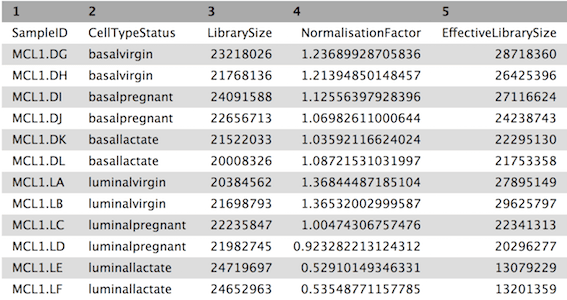 1 2 3 4 5
SampleID CellTypeStatus LibrarySize NormalisationFactor EffectiveLibrarySize
MCL1.DG basalvirgin 23218026 1.23689928705836 28718360
MCL1.DH basalvirgin 21768136 1.21394850148457 26425396
MCL1.DI basalpregnant 24091588 1.12556397928396 27116624
MCL1.DJ basalpregnant 22656713 1.06982611000644 24238743
MCL1.DK basallactate 21522033 1.03592116624024 22295130
MCL1.DL basallactate 20008326 1.08721531031997 21753358
MCL1.LA luminalvirgin 20384562 1.36844487185104 27895149
MCL1.LB luminalvirgin 21698793 1.36532002999587 29625797
MCL1.LC luminalpregnant 22235847 1.00474306757476 22341313
MCL1.LD luminalpregnant 21982745 0.923282213124312 20296277
MCL1.LE luminallactate 24719697 0.52910149346331 13079229
MCL1.LF luminallactate 24652963 0.53548771157785 13201359